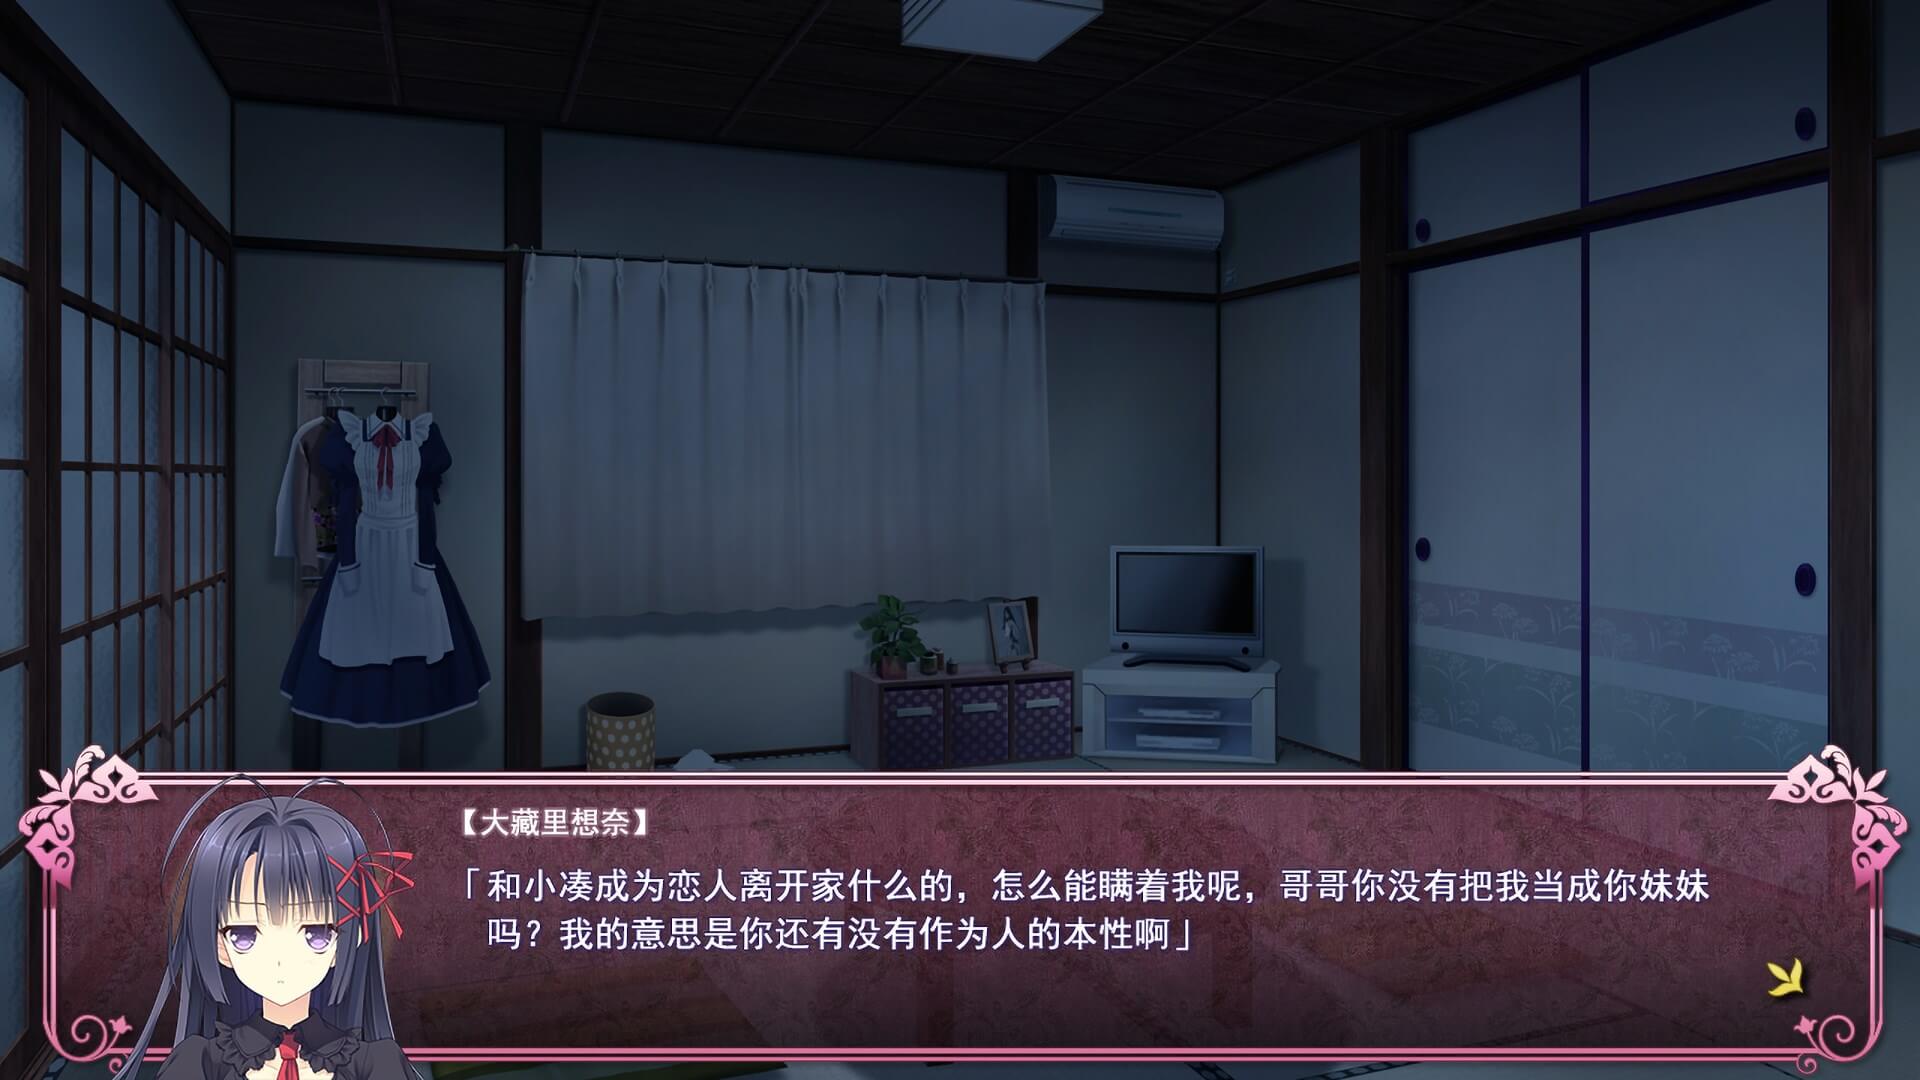 【大藏里想奈】
「和小凑成为恋人离开家什么的，怎么能瞒着我呢，哥哥你没有把我当成你妹妹
吗？我的意思是你还有没有作为人的本性啊」